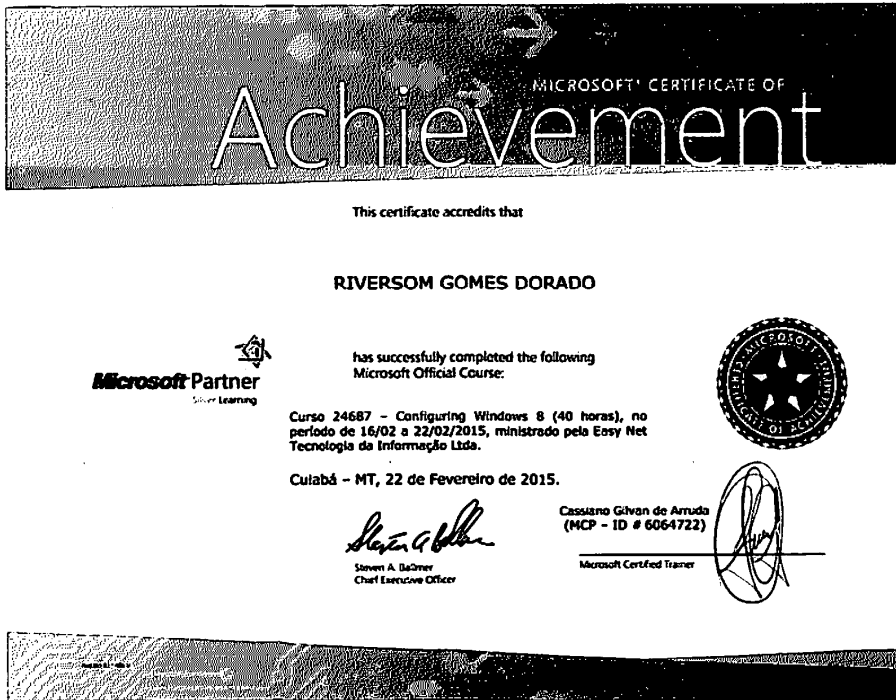 MICROSOFT® CERTIFICATE OF
Achievement
This certificate accredits that
RIVERSOM GOMES DORADO
Microsoft Partner
Silver Learning
has successfully completed the following
Microsoft Official Course:
Curso 24687 – Configuring Windows 8 (40 horas), no
período de 16/02 a 22/02/2015, ministrado pela Easy Net
Tecnologia da Informação Ltda.
Cuiabá – MT, 22 de Fevereiro de 2015.
Cassiano Gilvan de Arruda
(MCP – ID # 6064722)
Steven A. Ballmer
Chief Executive Officer
Microsoft Certified Trainer
MICROSOFT